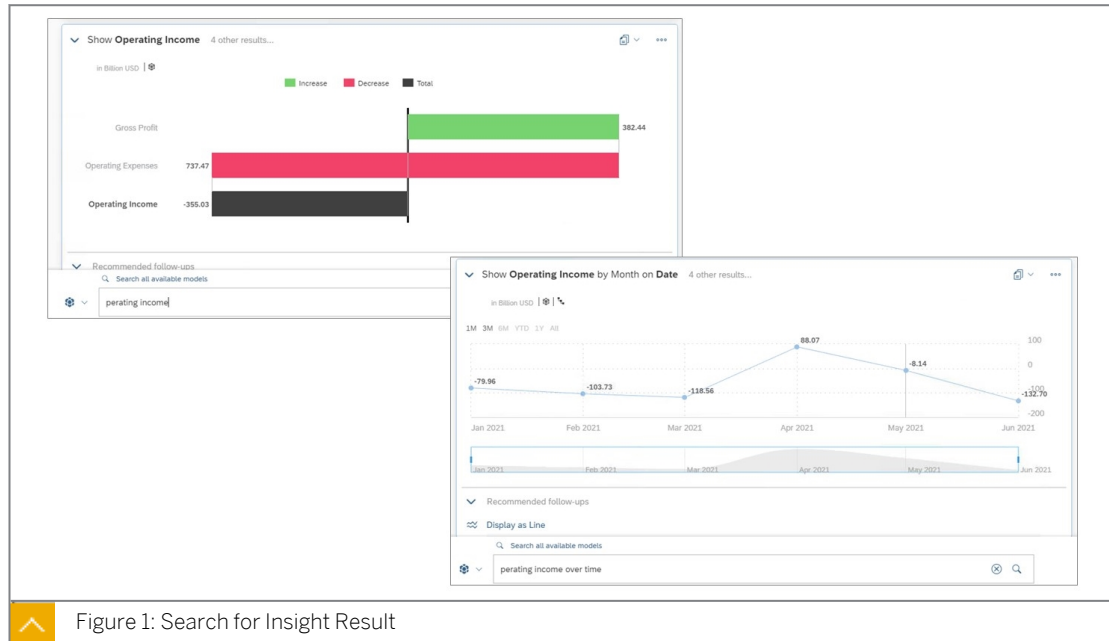 Show Operating Income 4 other results...
in Billion USD
Increase Decrease Total
Gross Profit 382.44
Operating Expenses 737.47
Operating Income -355.03
Recommended follow-ups
Search all available models
perating income
Show Operating Income by Month on Date 4 other results...
in Billion USD
1M 3M 6M YTD 1Y All
100
88.07
0
-8.14
-79.96
-100
-103.73
-118.56
-132.70
-200
Jan 2021 Feb 2021 Mar 2021 Apr 2021 May 2021 Jun 2021
Jan 2021 Feb 2021 Mar 2021 Apr 2021 May 2021 Jun 2021
Recommended follow-ups
Display as Line
Search all available models
perating income over time
Figure 1: Search for Insight Result